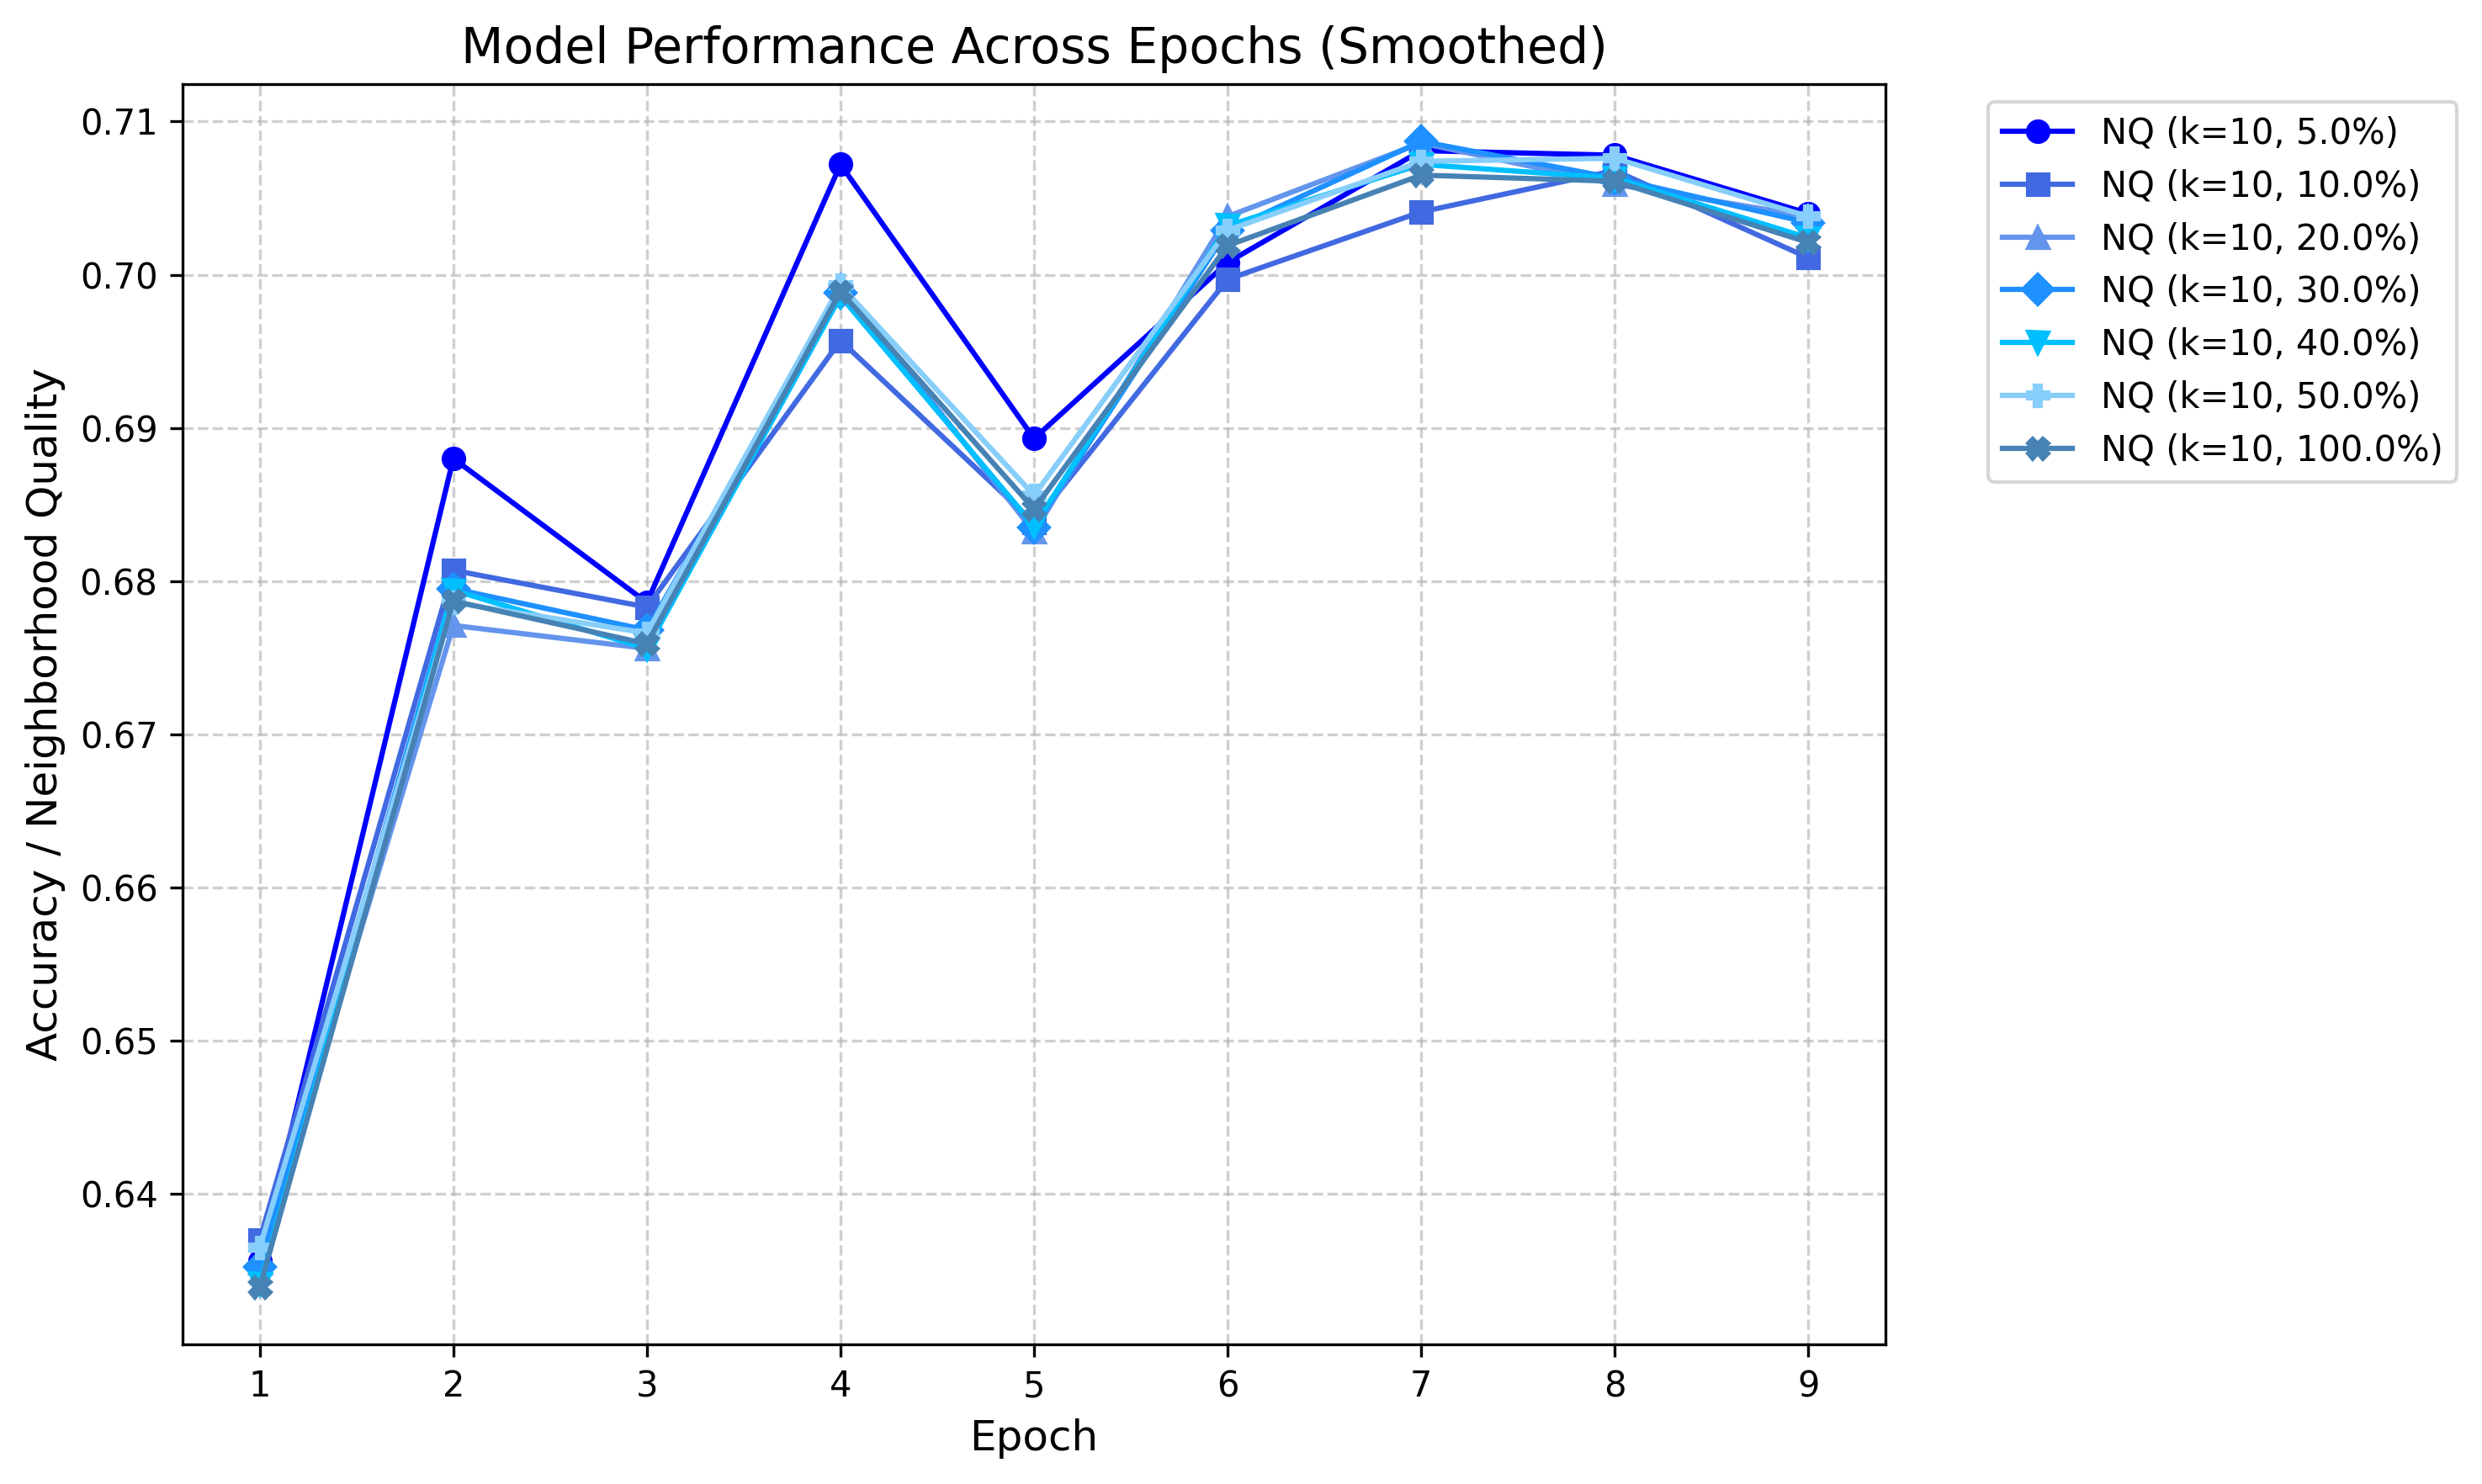 Model Performance Across Epochs (Smoothed)
Accuracy / Neighborhood Quality
0.71
0.70
0.69
0.68
0.67
0.66
0.65
0.64
1 2 3 4 5 6 7 8 9
Epoch
NQ (k=10, 5.0%)
NQ (k=10, 10.0%)
NQ (k=10, 20.0%)
NQ (k=10, 30.0%)
NQ (k=10, 40.0%)
NQ (k=10, 50.0%)
NQ (k=10, 100.0%)